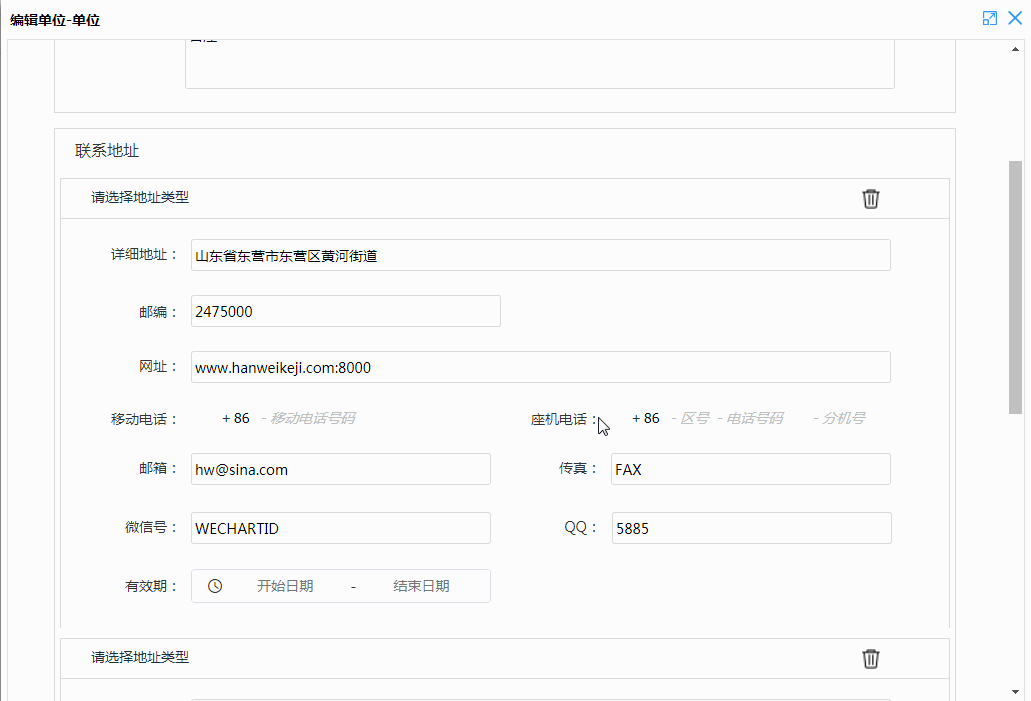 编辑单位-单位
联系地址
请选择地址类型
详细地址： 山东省东营市东营区黄河街道
邮编： 2475000
网址： www.hanweikeji.com:8000
移动电话： + 86 - 移动电话号码 座机电话： + 86 - 区号 - 电话号码 - 分机号
邮箱： hw@sina.com 传真： FAX
微信号： WECHARTID QQ： 5885
有效期： 开始日期 - 结束日期
请选择地址类型